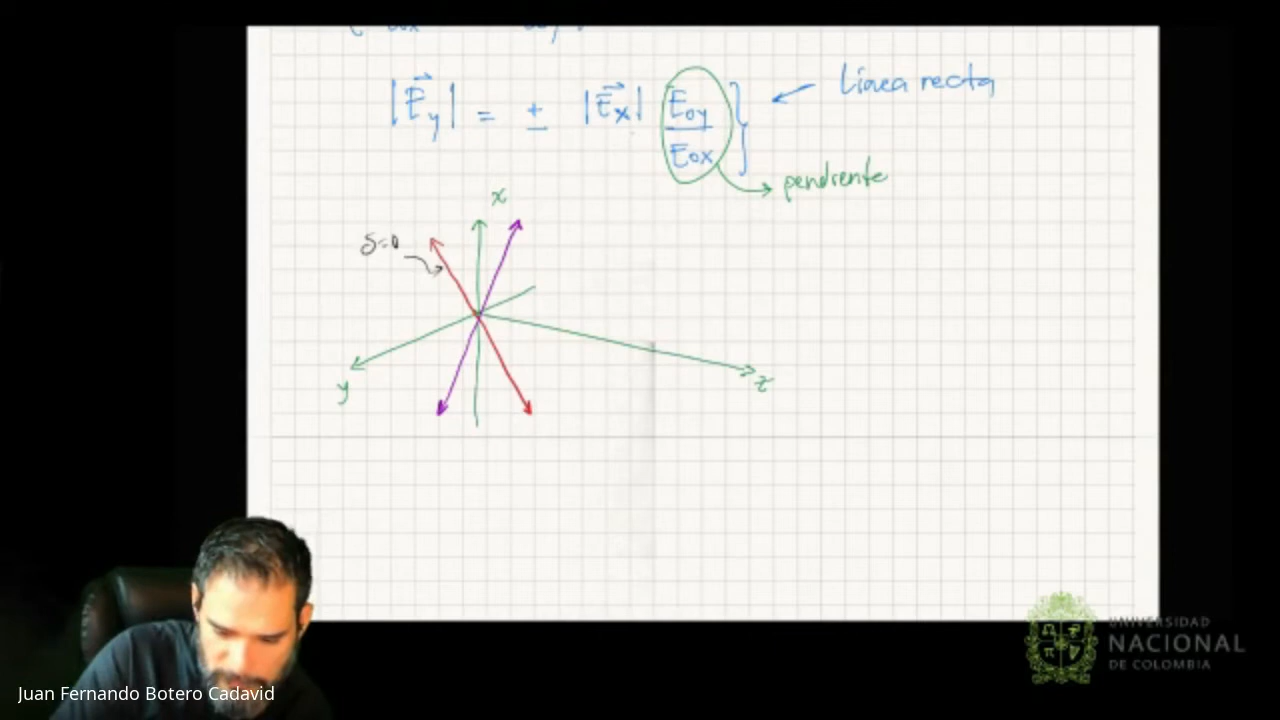 |E⃗y| = ± |E⃗x| Eoy/Eox } ← Línea recta
→ pendiente
x
δ=0
y
z
UNIVERSIDAD
NACIONAL
DE COLOMBIA
Juan Fernando Botero Cadavid